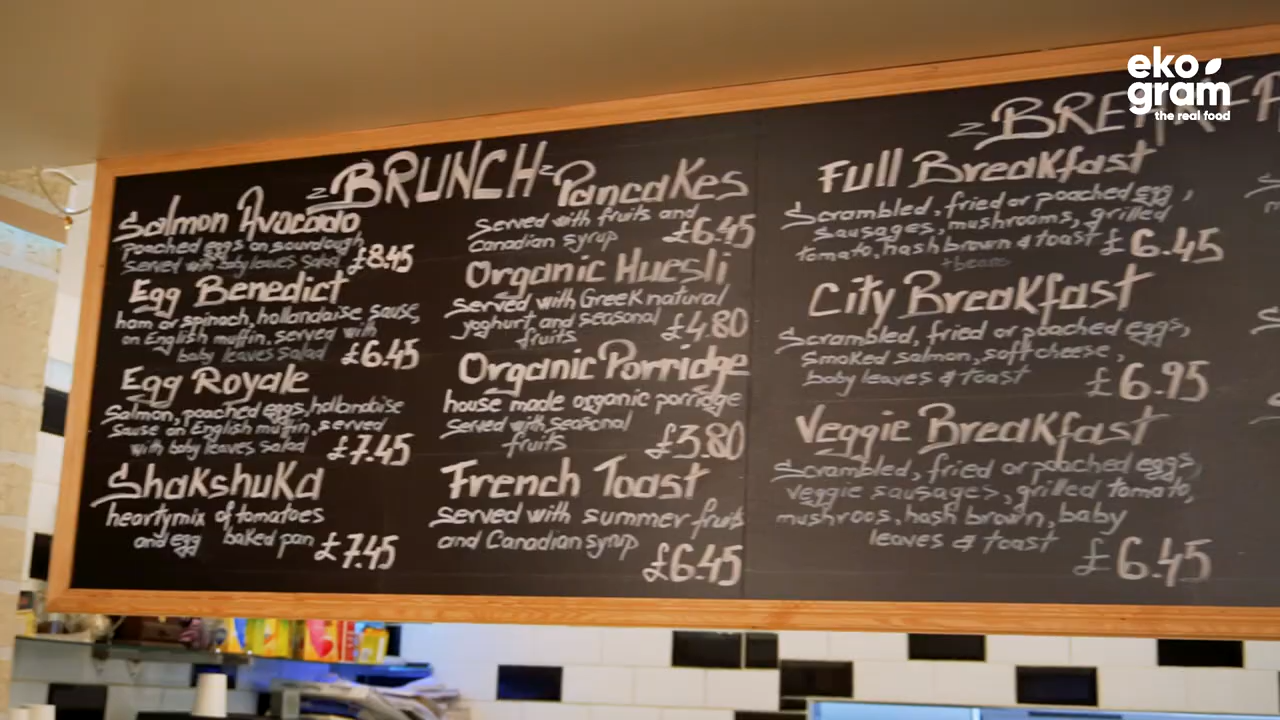 eko
gram
the real food
BRUNCH
Salmon Avocado
poached eggs on sourdough
served with baby leaves salad £8.45
Egg Benedict
ham or spinach, hollandaise sause,
on English muffin, served with
baby leaves salad £6.45
Egg Royale
Salmon, poached eggs, hollandaise
Sause on English muffin, served
with baby leaves salad £7.45
Shakshuka
hearty mix of tomatoes
and egg baked pan £7.45
Pancakes
Served with fruits and
Canadian syrup £6.45
Organic Muesli
Served with Greek natural
yoghurt, and seasonal
fruits £4.80
Organic Porridge
house made organic porridge
Served with seasonal
fruits £3.80
French Toast
Served with summer fruits
and Canadian syrup
£6.45
Full Breakfast
Scrambled, fried or poached egg,
sausages, mushrooms, grilled
tomato, hash brown & toast £6.45
+ beans
City Breakfast
Scrambled, fried or poached eggs,
Smoked salmon, soft cheese,
baby leaves & toast £6.95
Veggie Breakfast
Scrambled, fried or poached eggs,
veggie sausages, grilled tomato,
mushroos, hash brown, baby
leaves & toast £6.45